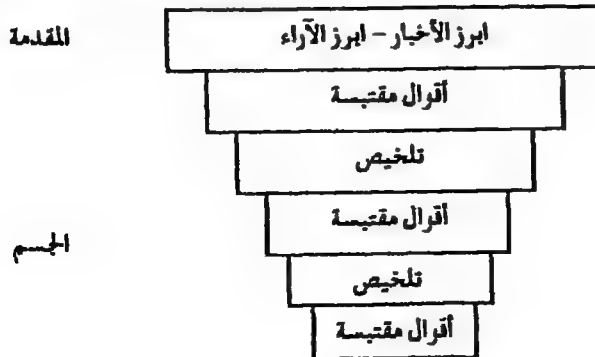 المقدمة
ابرز الأخبار – ابرز الآراء
أقوال مقتبسة
تلخيص
أقوال مقتبسة
الجسم
تلخيص
أقوال مقتبسة